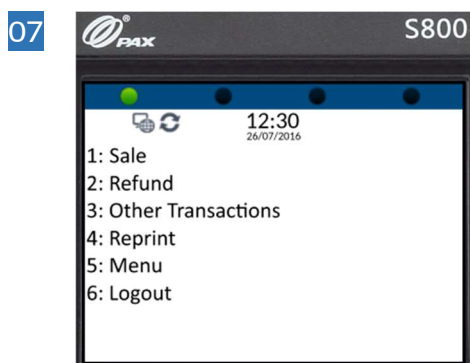 07
PAX®
S800
12:30
26/07/2016
1: Sale
2: Refund
3: Other Transactions
4: Reprint
5: Menu
6: Logout